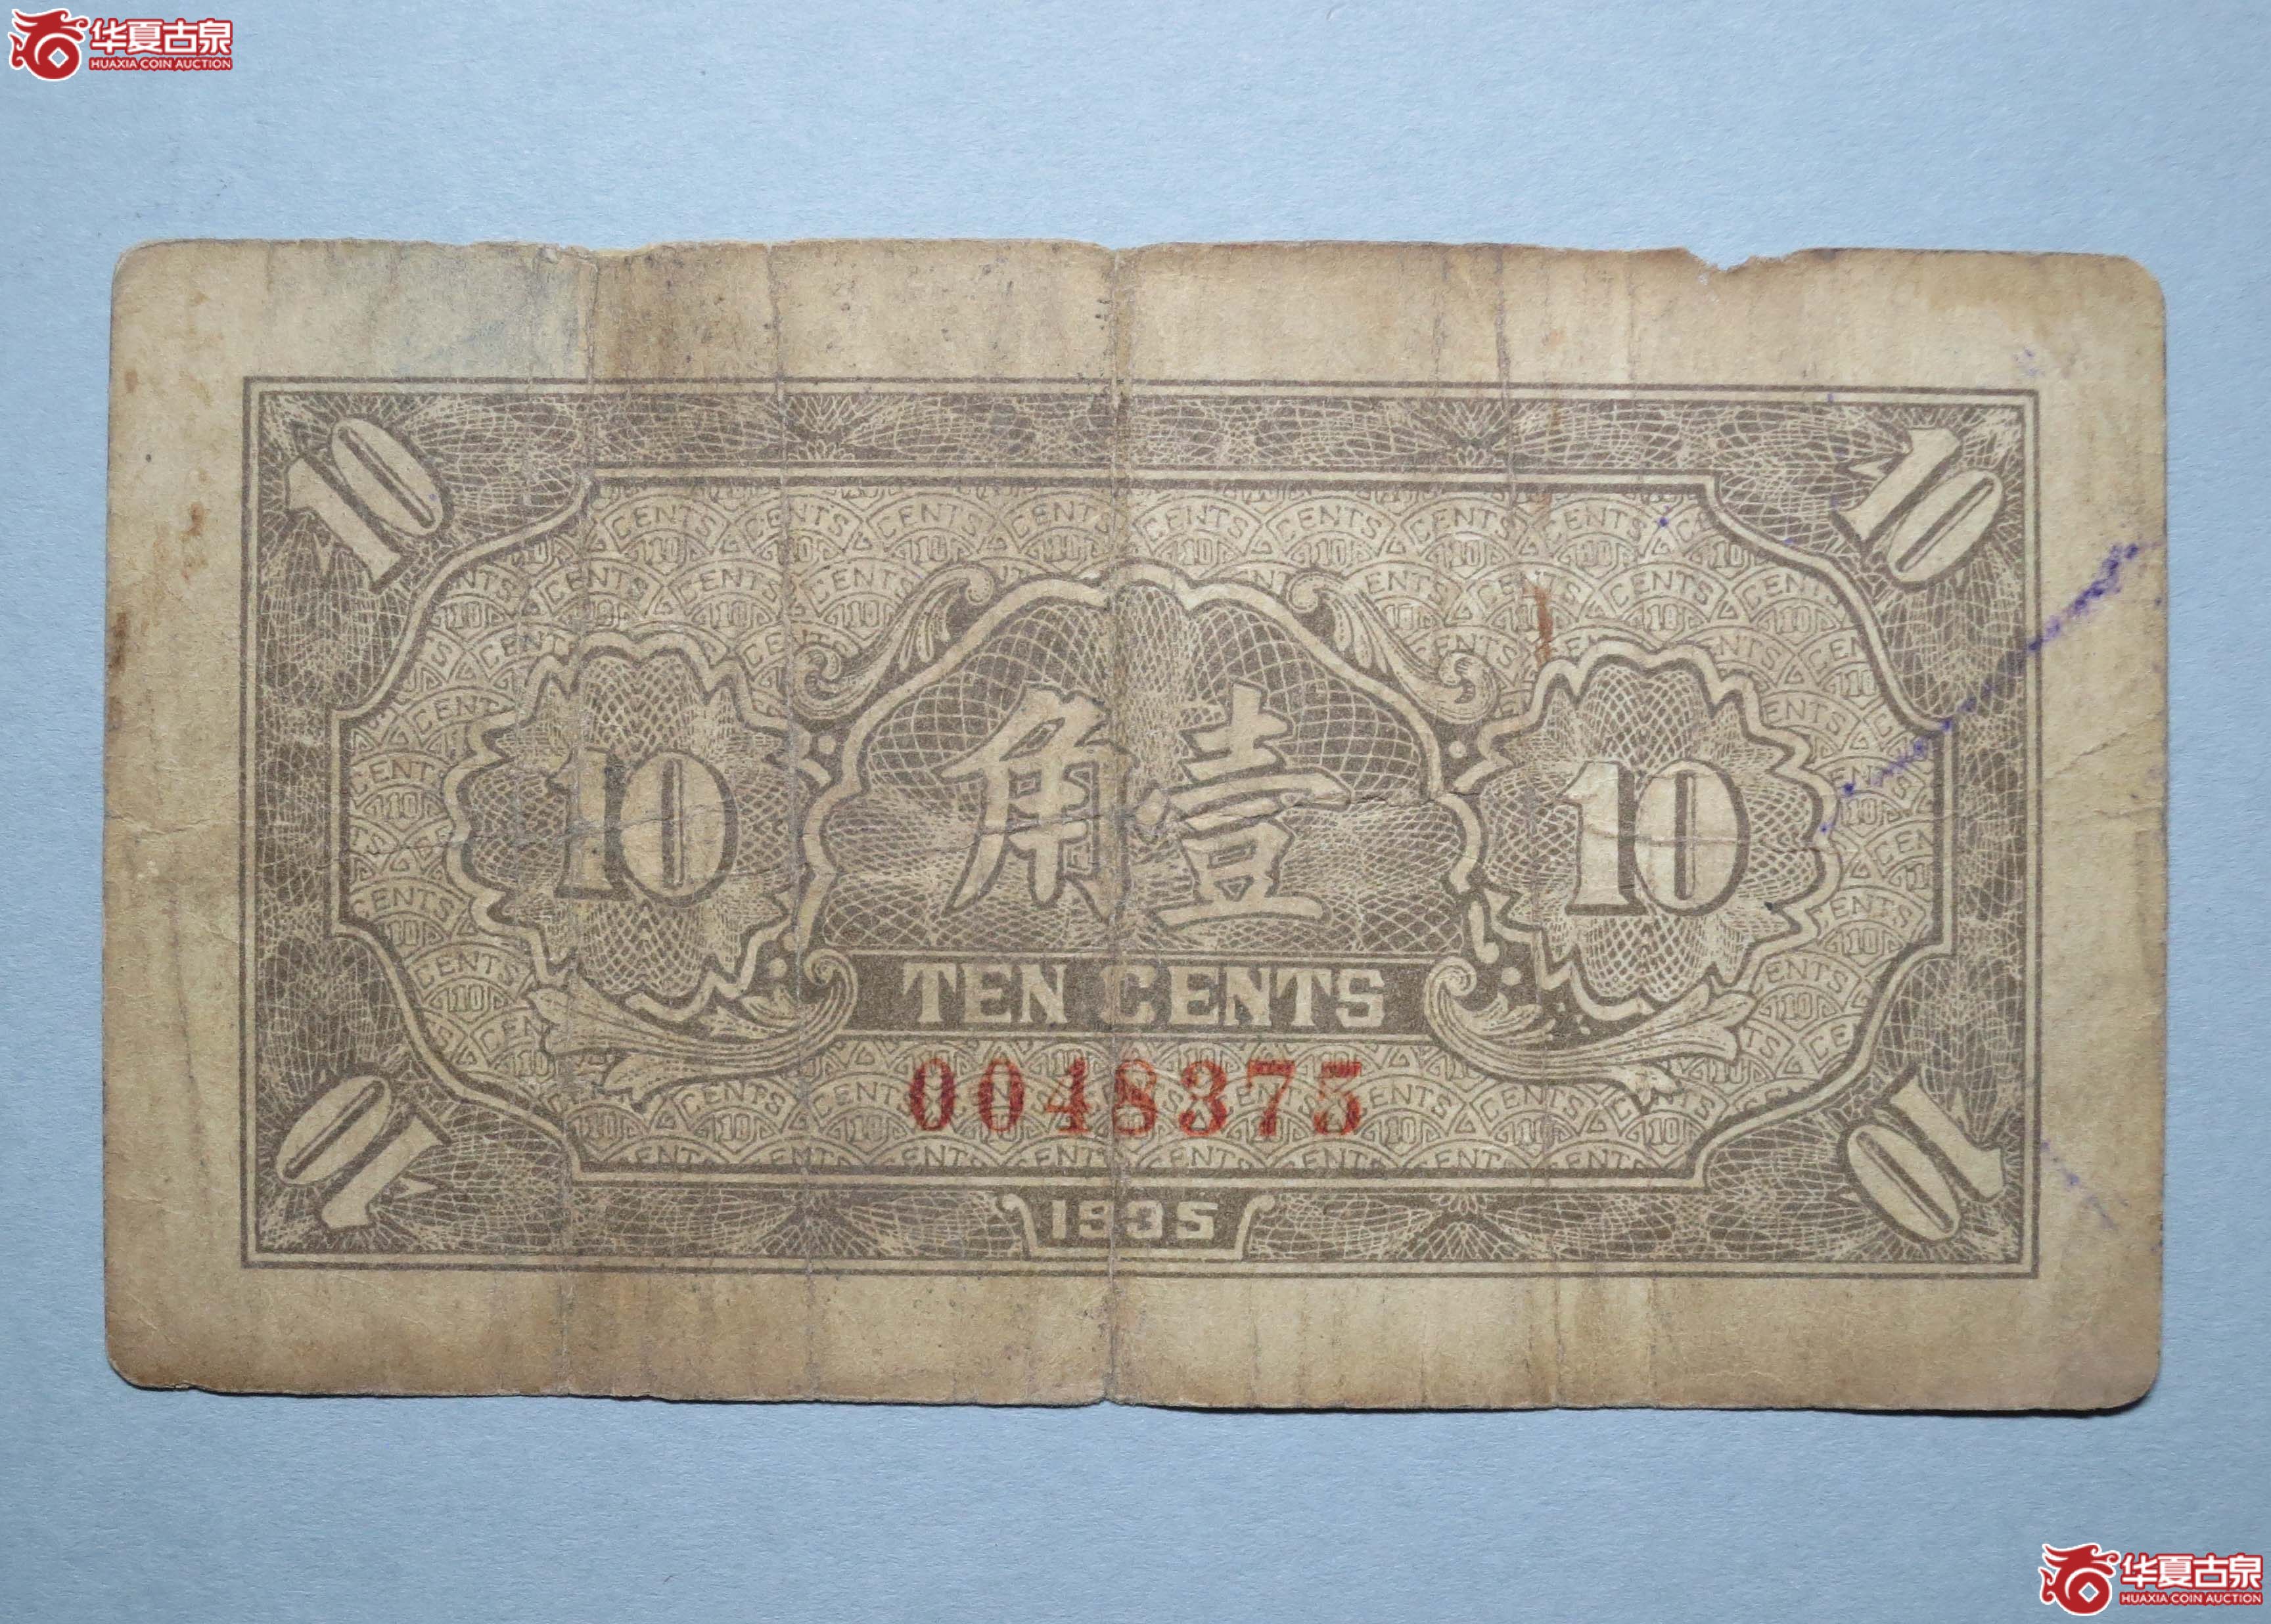 华夏古泉
HUAXIA COIN AUCTION
10
10
10
角壹
10
TEN CENTS
0048375
10
1935
10
华夏古泉
HUAXIA COIN AUCTION